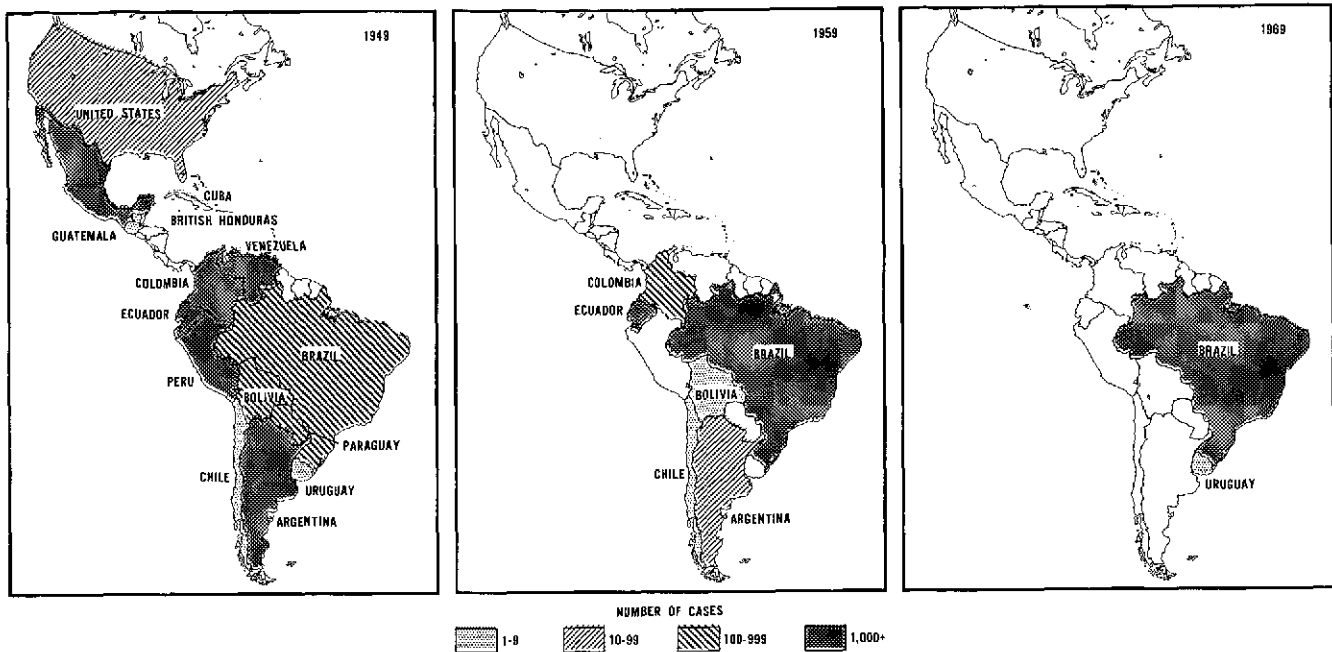 1949
UNITED STATES
CUBA
BRITISH HONDURAS
GUATEMALA
VENEZUELA
COLOMBIA
ECUADOR
BRAZIL
PERU
BOLIVIA
PARAGUAY
CHILE
URUGUAY
ARGENTINA
1959
COLOMBIA
ECUADOR
BRAZIL
BOLIVIA
CHILE
ARGENTINA
1969
BRAZIL
URUGUAY
NUMBER OF CASES
1-9 10-99 100-999 1,000+